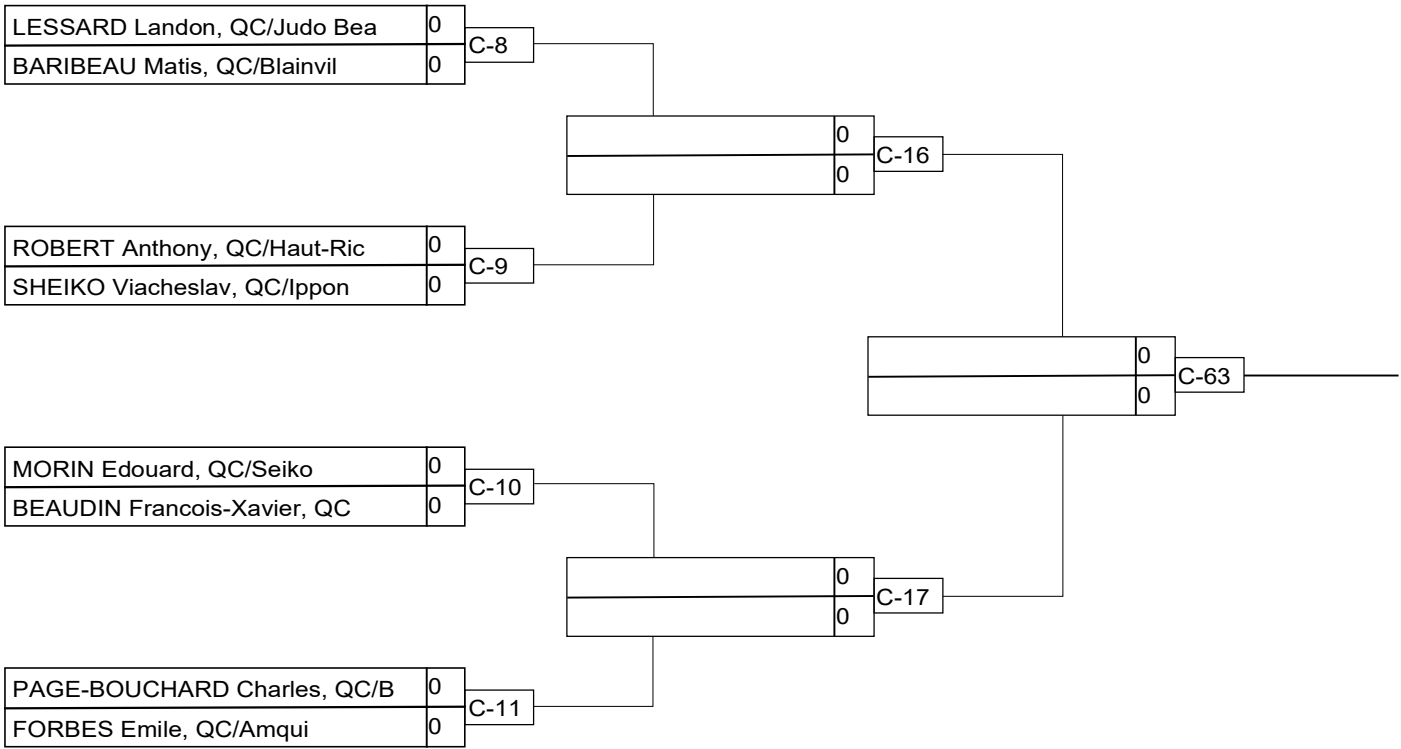 LESSARD Landon, QC/Judo Bea 0
C-8
BARIBEAU Matis, QC/Blainvil 0
0
C-16
0
ROBERT Anthony, QC/Haut-Ric 0
C-9
SHEIKO Viacheslav, QC/Ippon 0
0
C-63
0
MORIN Edouard, QC/Seiko 0
C-10
BEAUDIN Francois-Xavier, QC 0
0
C-17
0
PAGE-BOUCHARD Charles, QC/B 0
C-11
FORBES Emile, QC/Amqui 0